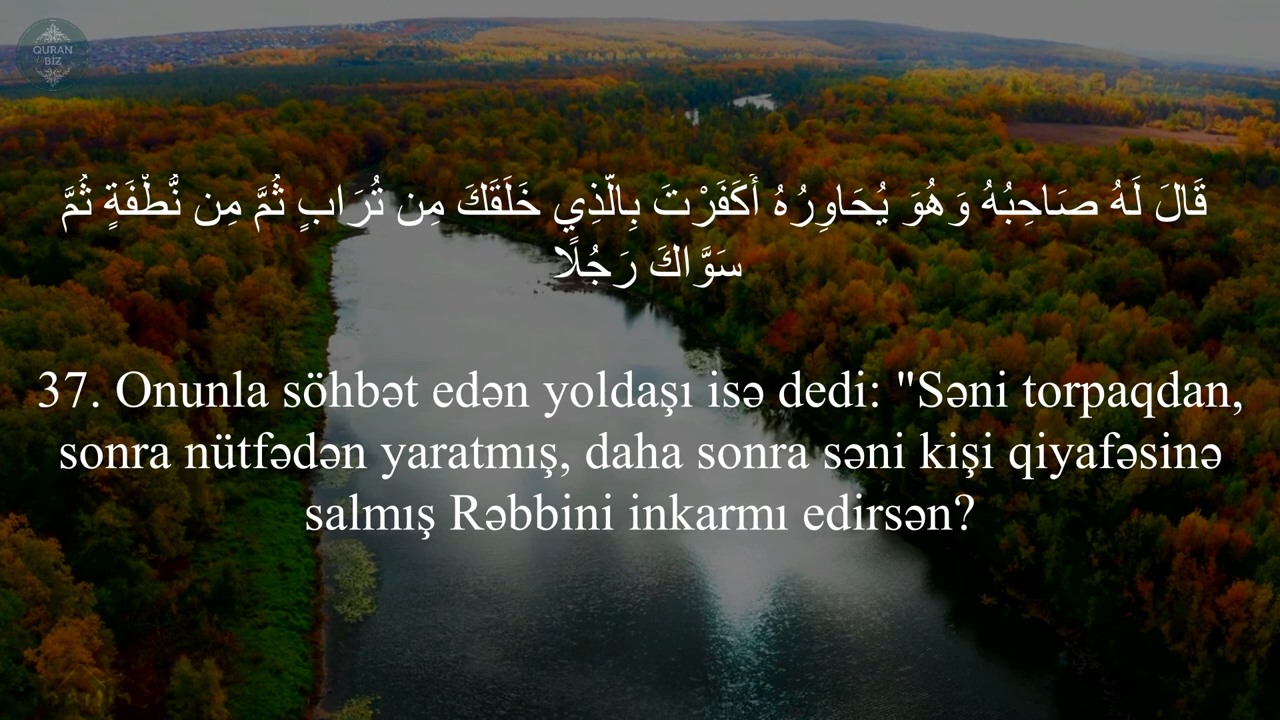 QURAN
BİZ
قَالَ لَهُ صَاحِبُهُ وَهُوَ يُحَاوِرُهُ أَكَفَرْتَ بِالَّذِي خَلَقَكَ مِن تُرَابٍ ثُمَّ مِن نُّطْفَةٍ ثُمَّ
سَوَّاكَ رَجُلًا
37. Onunla söhbət edən yoldaşı isə dedi: "Səni torpaqdan,
sonra nütfədən yaratmış, daha sonra səni kişi qiyafəsinə
salmış Rəbbini inkarmı edirsən?